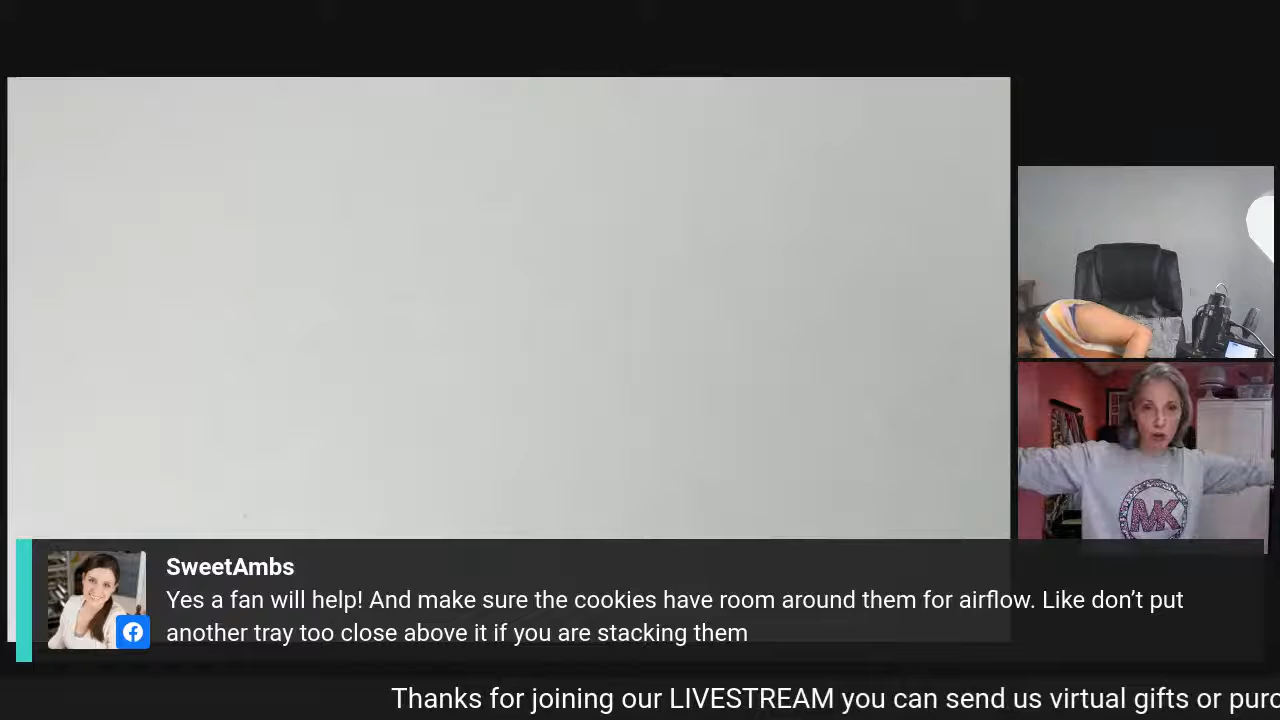 MK
SweetAmbs
Yes a fan will help! And make sure the cookies have room around them for airflow. Like don’t put
another tray too close above it if you are stacking them
Thanks for joining our LIVESTREAM you can send us virtual gifts or purc